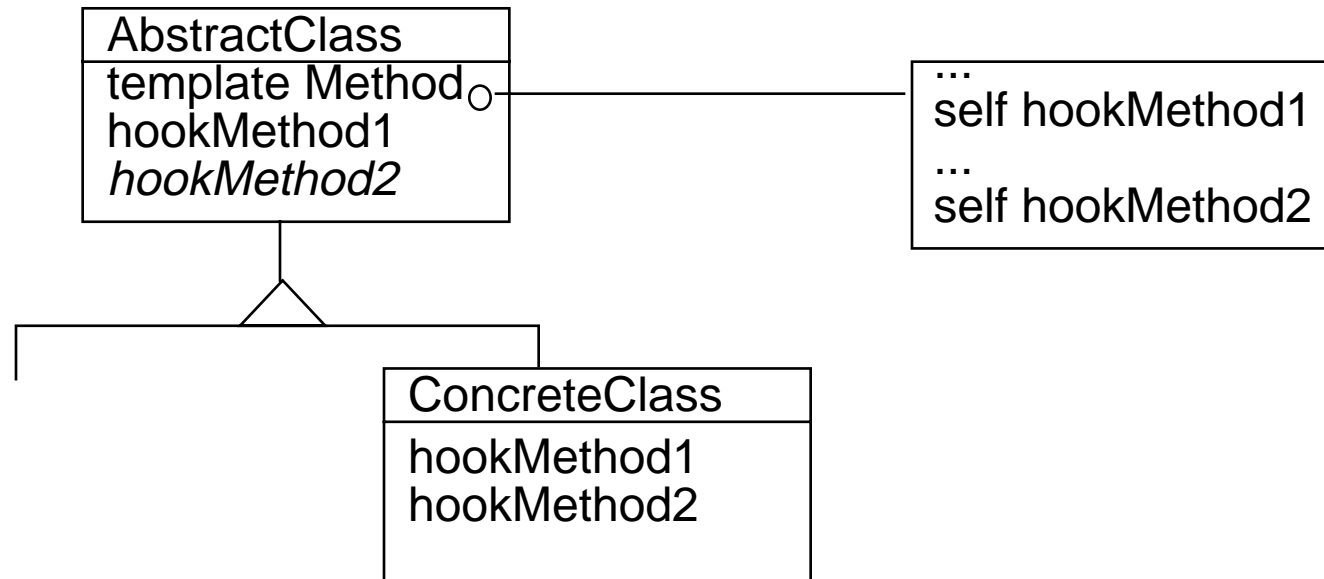 AbstractClass
template Method
hookMethod1
hookMethod2
...
self hookMethod1
...
self hookMethod2
ConcreteClass
hookMethod1
hookMethod2